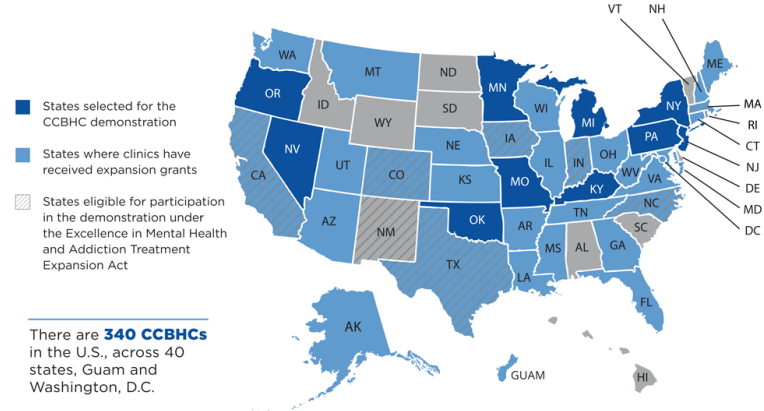 VT NH
WA
ME
MT
ND
MN
OR
ID
SD
WI
NY
MA
States selected for the
CCBHC demonstration
WY
MI
RI
IA
PA
CT
NE
NV
OH
NJ
States where clinics have
received expansion grants
UT
IL
IN
CA
CO
WV
VA
DE
KS
MO
KY
MD
States eligible for participation
in the demonstration under
the Excellence in Mental Health
and Addiction Treatment
Expansion Act
NC
TN
DC
AZ
OK
NM
AR
SC
MS
AL
GA
TX
LA
FL
There are 340 CCBHCs
in the U.S., across 40
states, Guam and
Washington, D.C.
AK
GUAM
HI